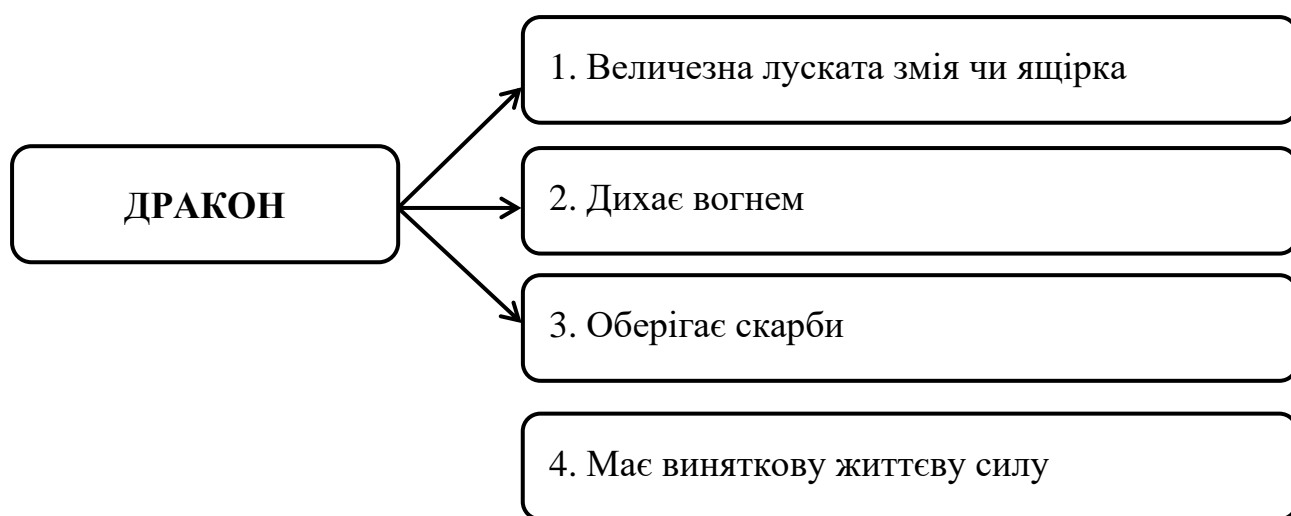 1. Величезна луската змія чи ящірка
ДРАКОН
2. Дихає вогнем
3. Оберігає скарби
4. Має виняткову життєву силу